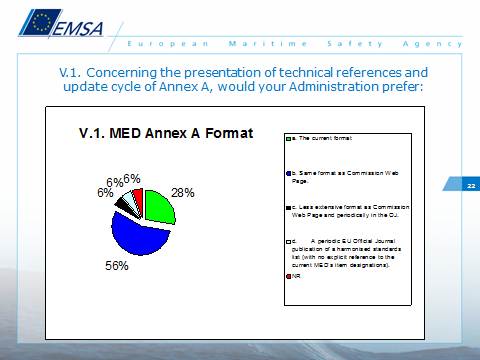 EMSA
European Maritime Safety Agency
V.1. Concerning the presentation of technical references and
update cycle of Annex A, would your Administration prefer:
V.1. MED Annex A Format
6%
6%
6%
28%
56%
a. The current format
b. Same format as Commission Web
Page.
c. Less extensive format as Commission
Web Page and periodically in the OJ.
d. A periodic EU Official Journal
publication of a harmonised standards
list (with no explicit reference to the
current MED's item designations).
NR
22